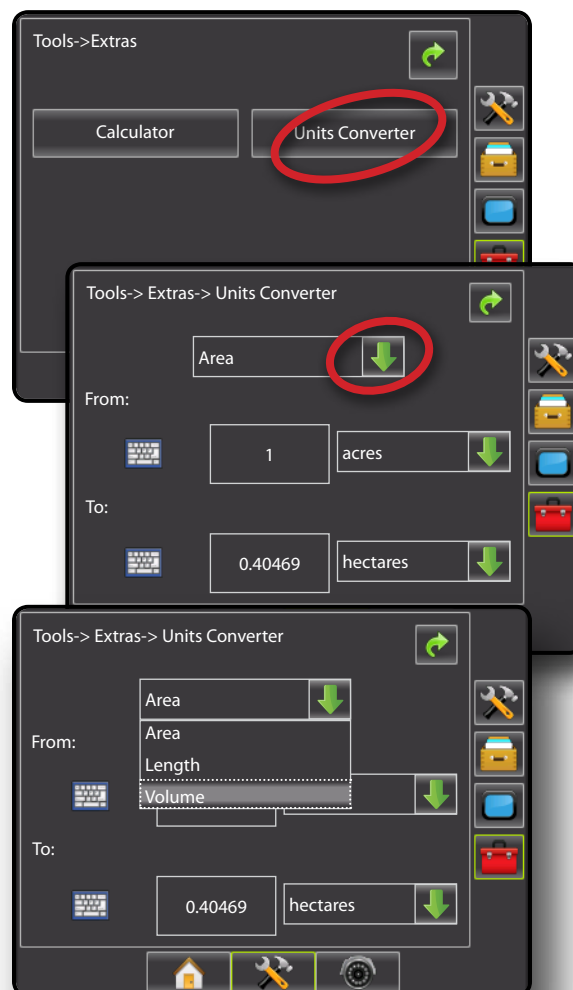 Tools->Extras
Calculator
Units Converter
Tools-> Extras-> Units Converter
Area
From:
1
acres
To:
0.40469
hectares
Tools-> Extras-> Units Converter
Area
Area
From:
Length
Volume
To:
0.40469
hectares